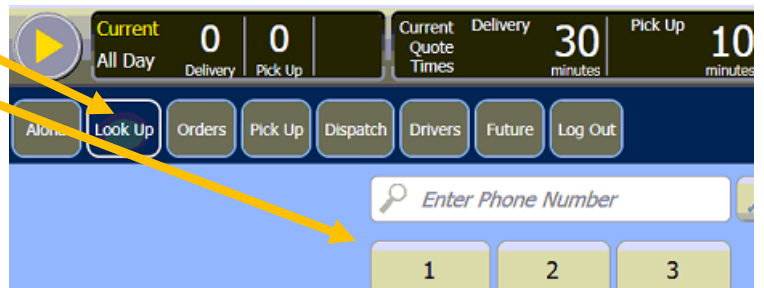 Current All Day
0 Delivery
0 Pick Up
Current Quote Times
Delivery 30 minutes
Pick Up 10 minutes
Look Up Orders Pick Up Dispatch Drivers Future Log Out
Enter Phone Number
1 2 3